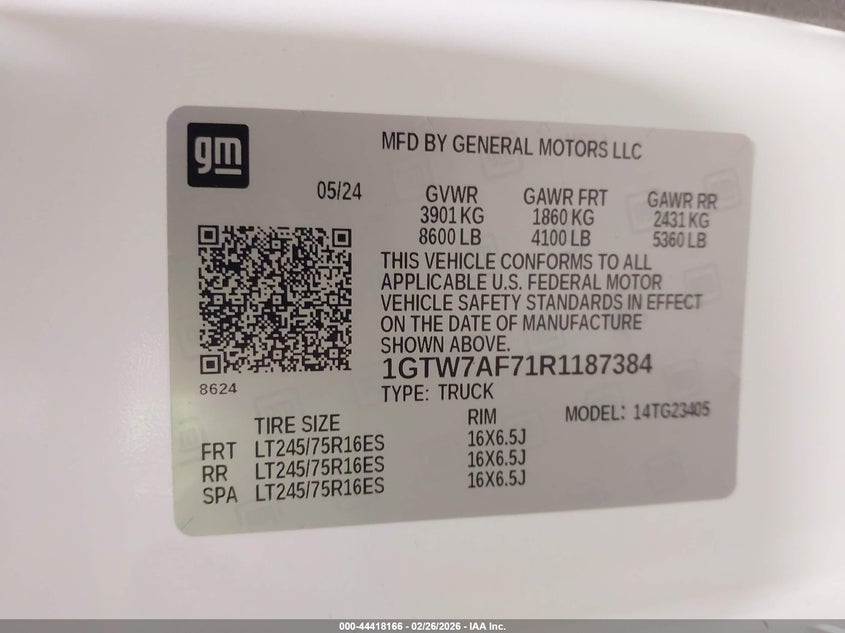 gm
MFD BY GENERAL MOTORS LLC
05/24
GVWR GAWR FRT GAWR RR
3901 KG 1860 KG 2431 KG
8600 LB 4100 LB 5360 LB
THIS VEHICLE CONFORMS TO ALL
APPLICABLE U.S. FEDERAL MOTOR
VEHICLE SAFETY STANDARDS IN EFFECT
ON THE DATE OF MANUFACTURE
SHOWN ABOVE.
1GTW7AF71R1187384
8624
TYPE: TRUCK
TIRE SIZE RIM MODEL: 14TG23405
FRT LT245/75R16ES 16X6.5J
RR LT245/75R16ES 16X6.5J
SPA LT245/75R16ES 16X6.5J
000-44418166 - 02/26/2026 - IAA Inc.